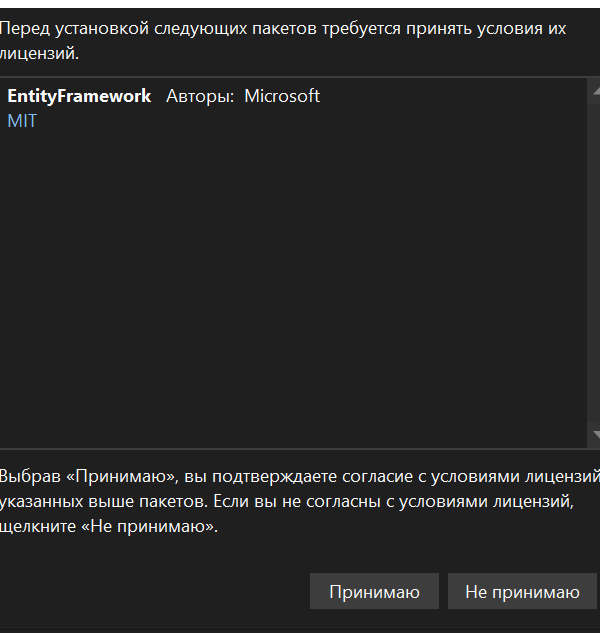 Перед установкой следующих пакетов требуется принять условия их
лицензий.
EntityFramework Авторы: Microsoft
MIT
Выбрав «Принимаю», вы подтверждаете согласие с условиями лицензий
указанных выше пакетов. Если вы не согласны с условиями лицензий,
щелкните «Не принимаю».
Принимаю Не принимаю